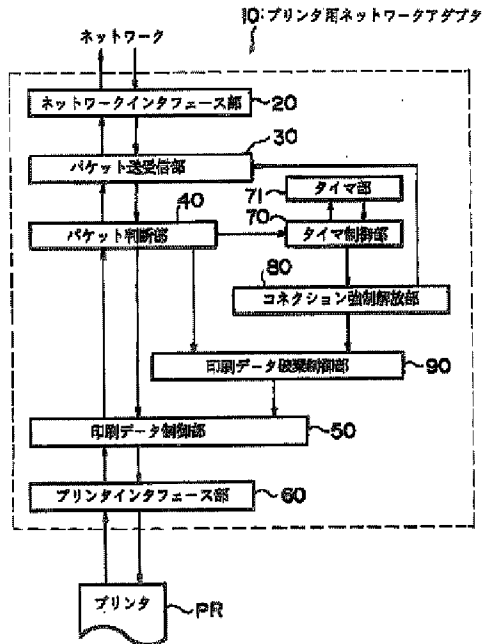 10:プリンタ用ネットワークアダプタ
ネットワーク
ネットワークインタフェース部
20
30
パケット送受信部
40
71
タイマ部
70
パケット判断部
タイマ制御部
80
コネクション強制解放部
印刷データ破棄制御部
90
印刷データ制御部
50
プリンタインタフェース部
60
プリンタ
PR